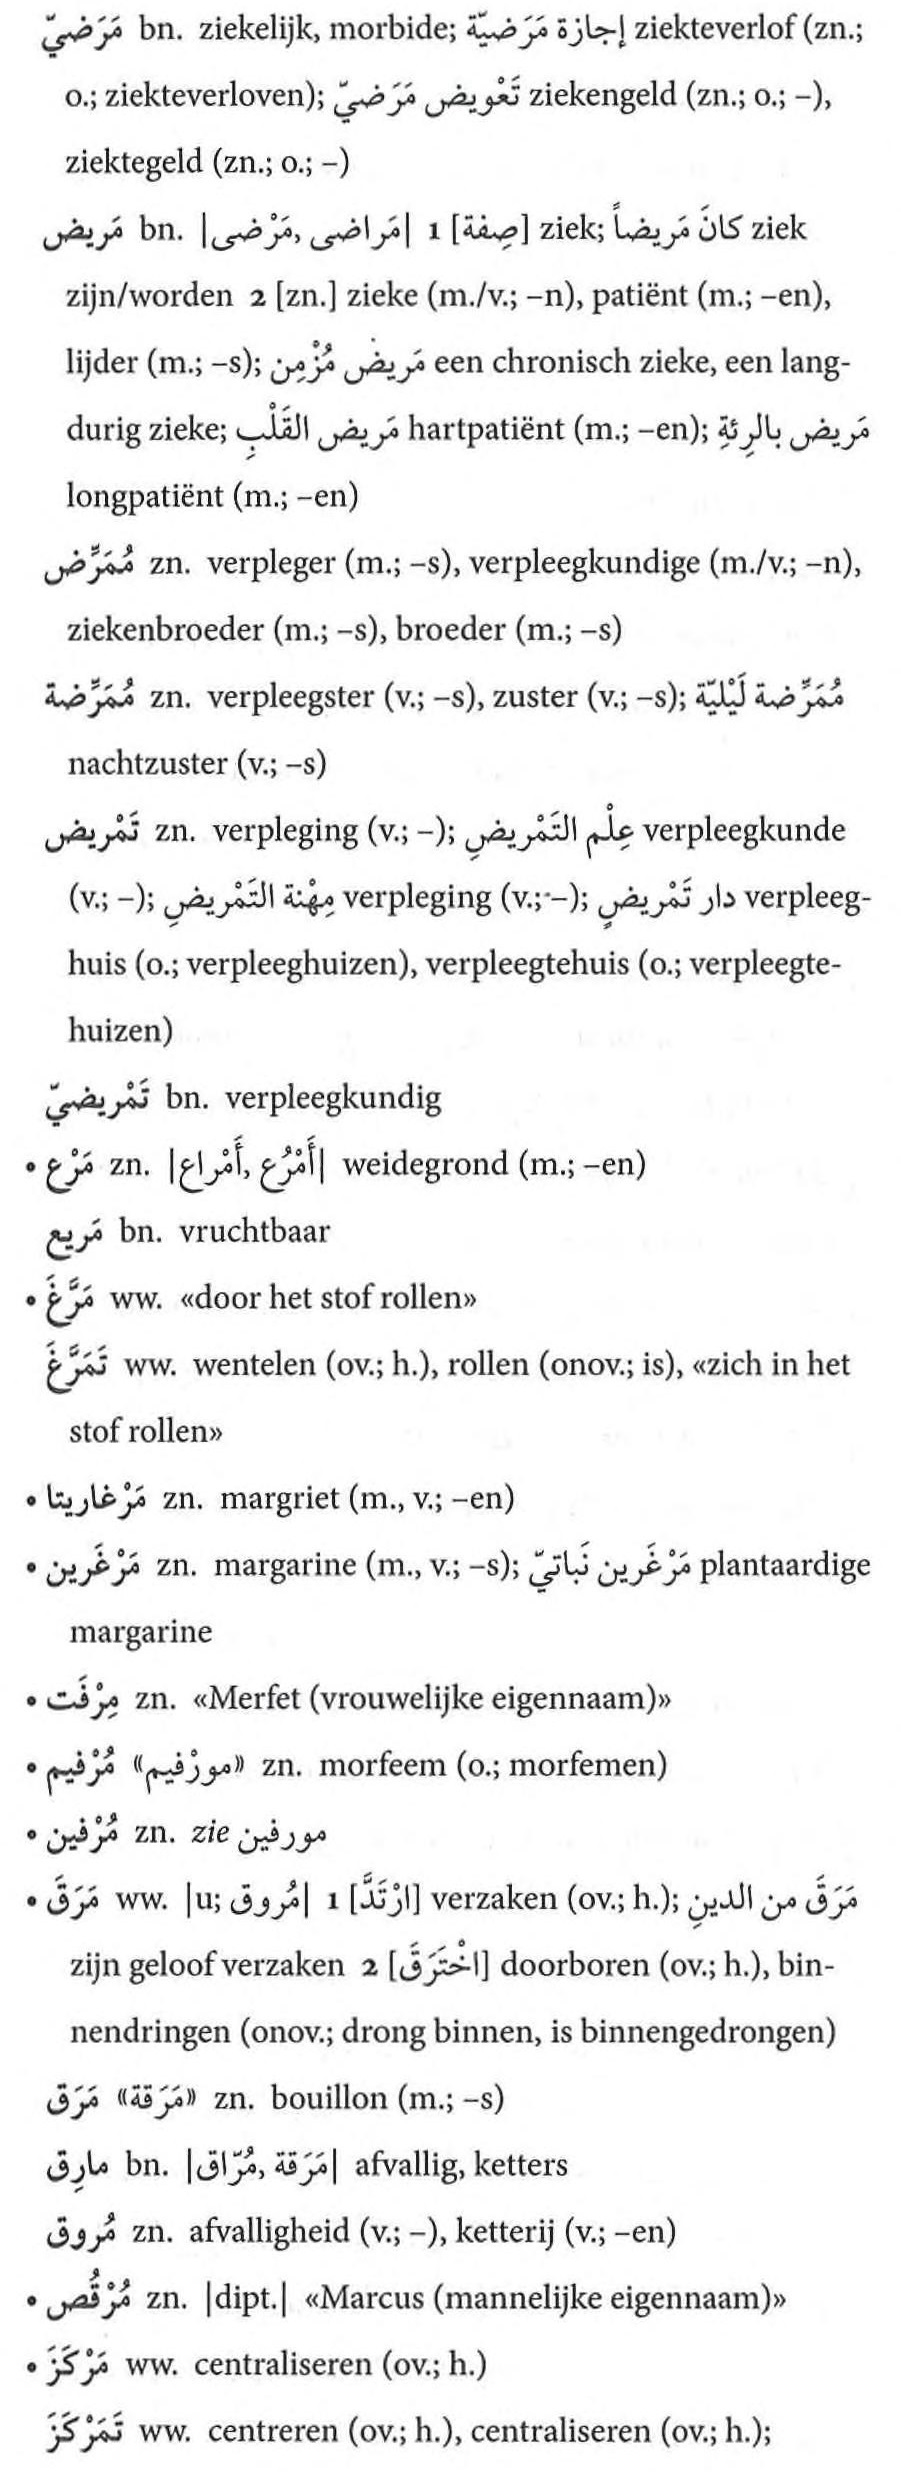 مَرَضيّ bn. ziekelijk, morbide; إجازة مَرَضيّة ziekteverlof (zn.;
o.; ziekteverloven); تَعْويض مَرَضيّ ziekengeld (zn.; o.; –),
ziektegeld (zn.; o.; –)
مَريض bn. |مَراضى, مَرْضى| 1 [صِفة] ziek; كانَ مَريضاً ziek
zijn/worden 2 [zn.] zieke (m./v.; –n), patiënt (m.; –en),
lijder (m.; –s); مَريض مُزْمِن een chronisch zieke, een lang-
durig zieke; مَريض القَلْبِ hartpatiënt (m.; –en); مَريض بالرِئةِ
longpatiënt (m.; –en)
مُمَرِّض zn. verpleger (m.; –s), verpleegkundige (m./v.; –n),
ziekenbroeder (m.; –s), broeder (m.; –s)
مُمَرِّضة zn. verpleegster (v.; –s), zuster (v.; –s); مُمَرِّضة لَيْليّة
nachtzuster (v.; –s)
تَمْريض zn. verpleging (v.; –); عِلْم التَمْريضِ verpleegkunde
(v.; –); مِهْنة التَمْريضِ verpleging (v.; –); دار تَمْريضٍ verpleeg-
huis (o.; verpleeghuizen), verpleegtehuis (o.; verpleegte-
huizen)
تَمْريضيّ bn. verpleegkundig
• مَرْع zn. |أَمْرُع, أَمْراع| weidegrond (m.; –en)
مَريع bn. vruchtbaar
• مَرَّغَ ww. «door het stof rollen»
تَمَرَّغَ ww. wentelen (ov.; h.), rollen (onov.; is), «zich in het
stof rollen»
• مَرْغاريتا zn. margriet (m., v.; –en)
• مَرْغَرين zn. margarine (m., v.; –s); مَرْغَرين نَباتيّ plantaardige
margarine
• مِرْفَت zn. «Merfet (vrouwelijke eigennaam)»
• مُرْفيم «مورْفيم» zn. morfeem (o.; morfemen)
• مُرْفين zn. zie مورفين
• مَرَقَ ww. |u; مُروق| 1 [ارْتَدَّ] verzaken (ov.; h.); مَرَقَ من الدينِ
zijn geloof verzaken 2 [اخْتَرَقَ] doorboren (ov.; h.), bin-
nendringen (onov.; drong binnen, is binnengedrongen)
مَرَق «مَرَقة» zn. bouillon (m.; –s)
مارِق bn. |مَرَقة, مُرّاق| afvallig, ketters
مُروق zn. afvalligheid (v.; –), ketterij (v.; –en)
• مُرْقُص zn. |dipt.| «Marcus (mannelijke eigennaam)»
• مَرْكَزَ ww. centraliseren (ov.; h.)
تَمَرْكَزَ ww. centreren (ov.; h.), centraliseren (ov.; h.);